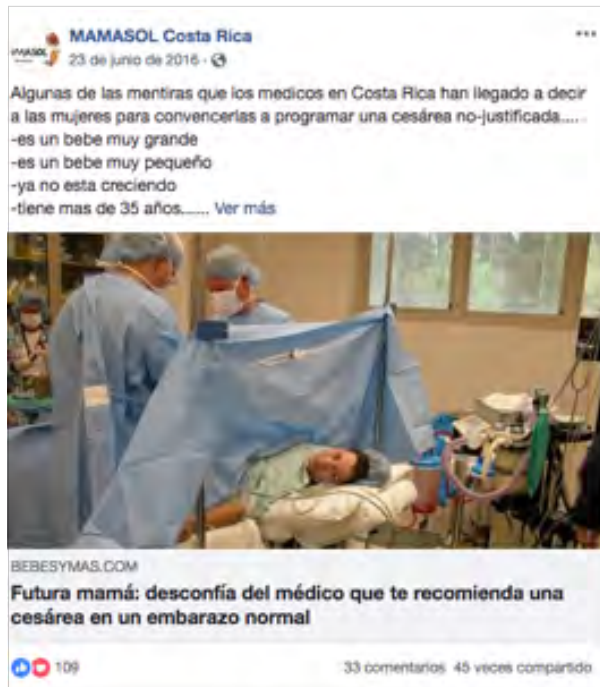 MAMASOL Costa Rica
23 de junio de 2016 ·
Algunas de las mentiras que los medicos en Costa Rica han llegado a decir
a las mujeres para convencerlas a programar una cesárea no-justificada....
-es un bebe muy grande
-es un bebe muy pequeño
-ya no esta creciendo
-tiene mas de 35 años...... Ver más
BEBESYMAS.COM
Futura mamá: desconfía del médico que te recomienda una
cesárea en un embarazo normal
109
33 comentarios 45 veces compartido